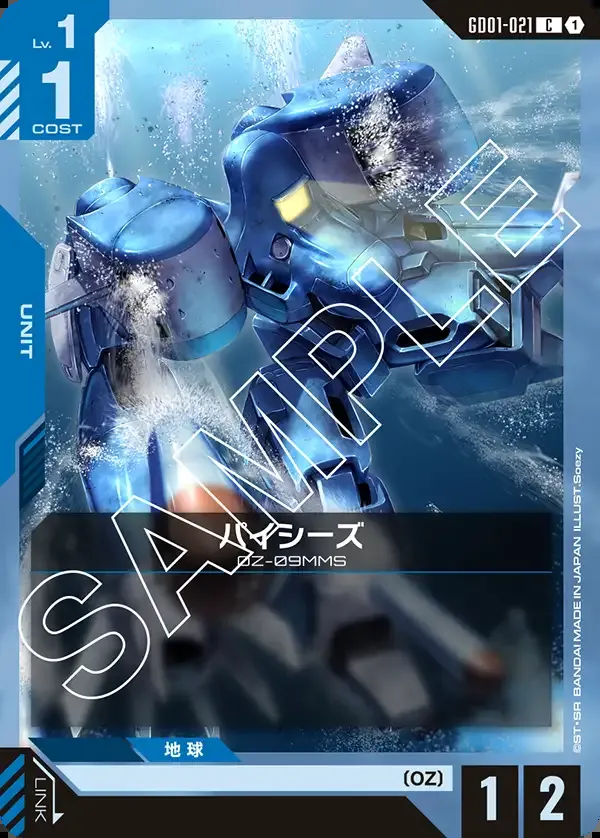 Lv. 1
1
COST
GD01-021 C 1
UNIT
SAMPLE
パイシーズ
OZ-09MMS
©ST・SR BANDAI MADE IN JAPAN ILLUST.Soezy
地球
LINK
(OZ)
1 2